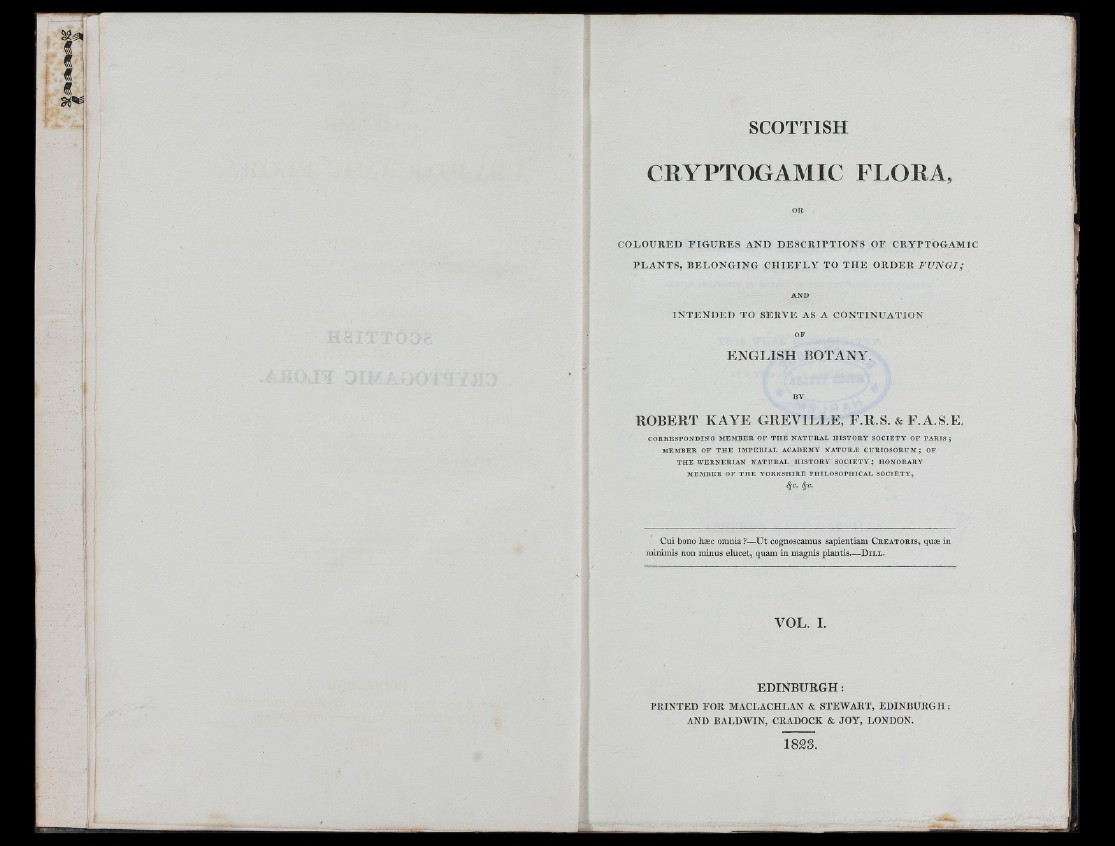 SCOTTISH
CRYPTOGAMIC FLORA.
SCOTTISH
CRYPTOGAMIC FLORA,
OR
COLOURED FIGURES AND DESCRIPTIONS OF CRYPTOGAMIC
PLANTS, BELONGING CHIEFLY TO THE ORDER FUNGI;
AND
INTENDED TO SERVE AS A CONTINUATION
OF
ENGLISH BOTANY.
BY
ROBERT KAYE GREVILLE, F.R.S. & F.A.S.E.
CORRESPONDING MEMBER OF THE NATURAL HISTORY SOCIETY OF PARIS;
MEMBER OF THE IMPERIAL ACADEMY NATURÆ CURIOSORUM; OF
THE WERNERIAN NATURAL HISTORY SOCIETY; HONORARY
MEMBER OF THE YORKSHIRE PHILOSOPHICAL SOCIETY,
&c. &c.
Cui bono hæc omnia?—Ut cognoscamus sapientiam CREATORIS, quæ in
minimis non minus elucet, quam in magnis plantis.—DILL.
VOL. I.
EDINBURGH:
PRINTED FOR MACLACHLAN & STEWART, EDINBURGH;
AND BALDWIN, CRADOCK & JOY, LONDON.
1823.